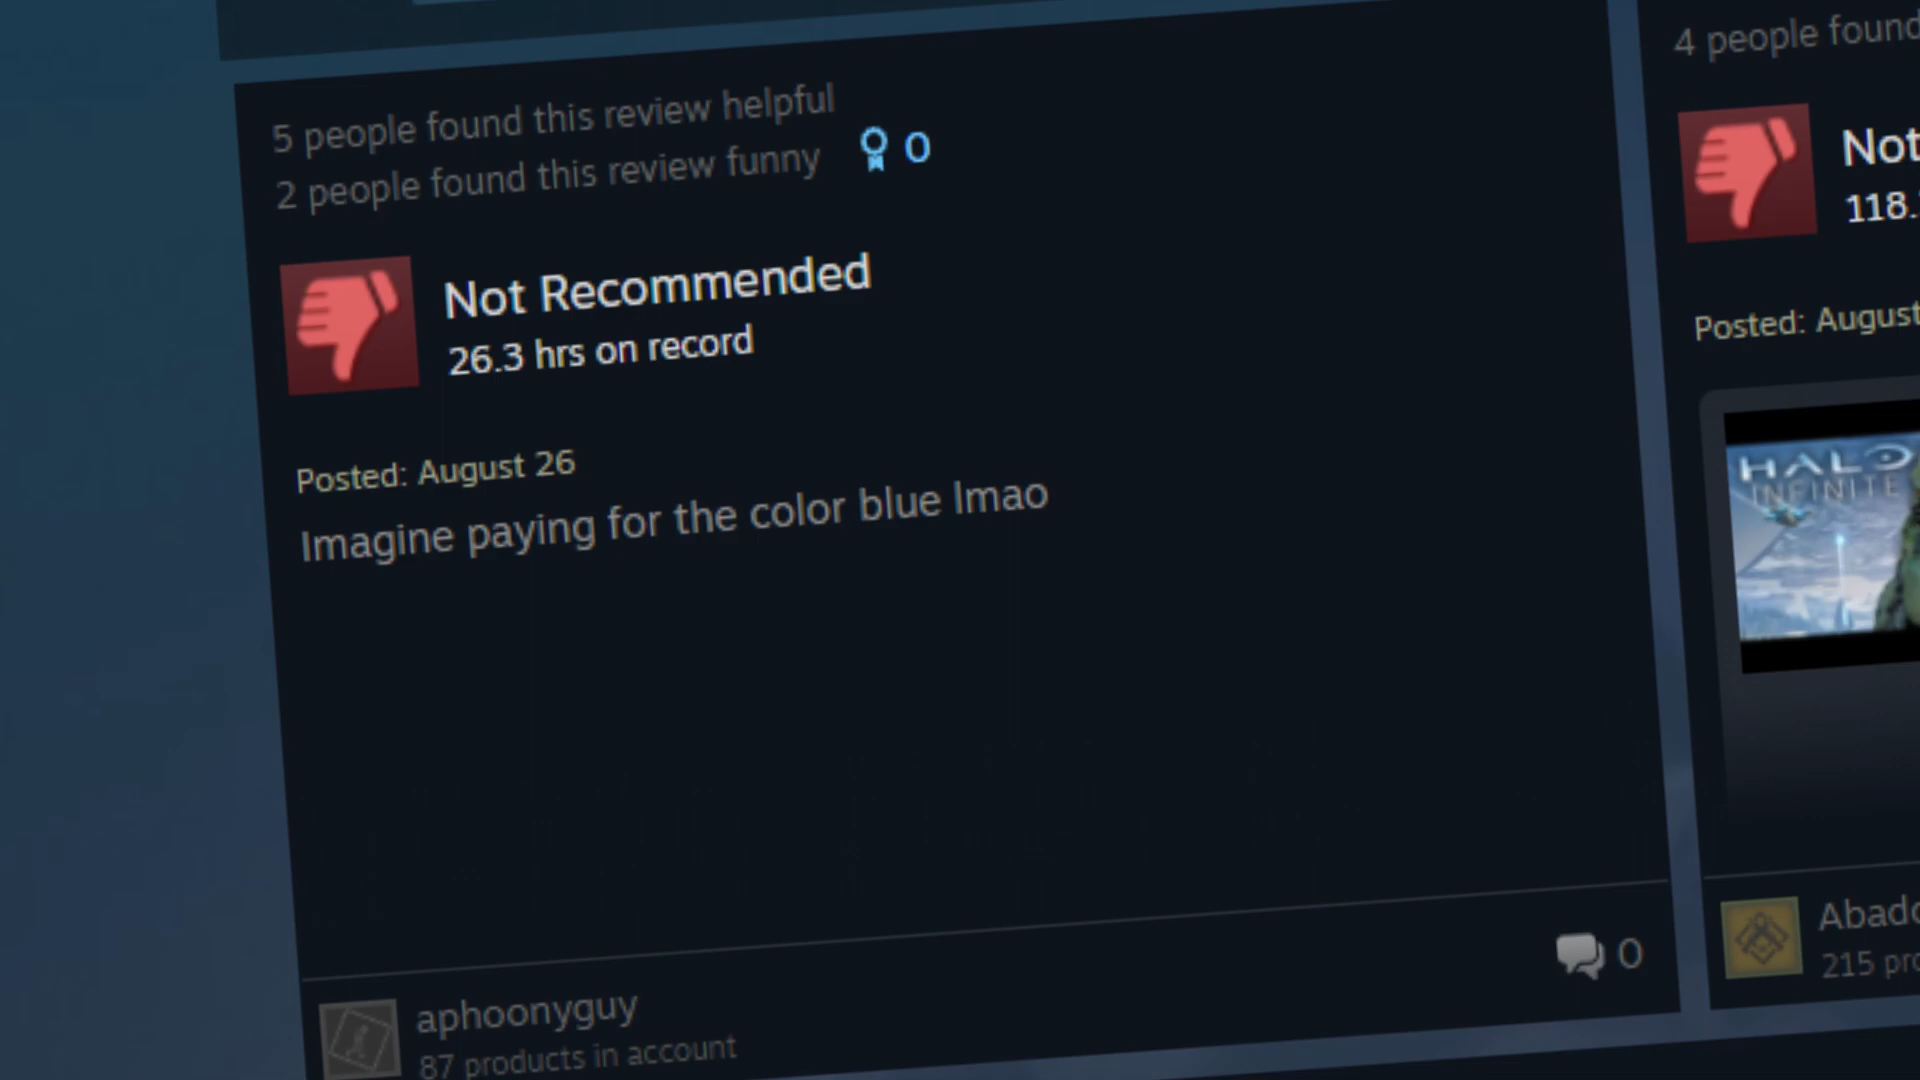 5 people found this review helpful
2 people found this review funny 0
Not Recommended
26.3 hrs on record
Posted: August 26
Imagine paying for the color blue lmao
0
aphoonyguy
87 products in account
4 people found
Not
118.
Posted: August
HALO
INFINITE
215